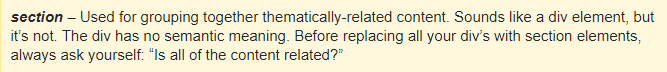 section – Used for grouping together thematically-related content. Sounds like a div element, but
it's not. The div has no semantic meaning. Before replacing all your div's with section elements,
always ask yourself: “Is all of the content related?”